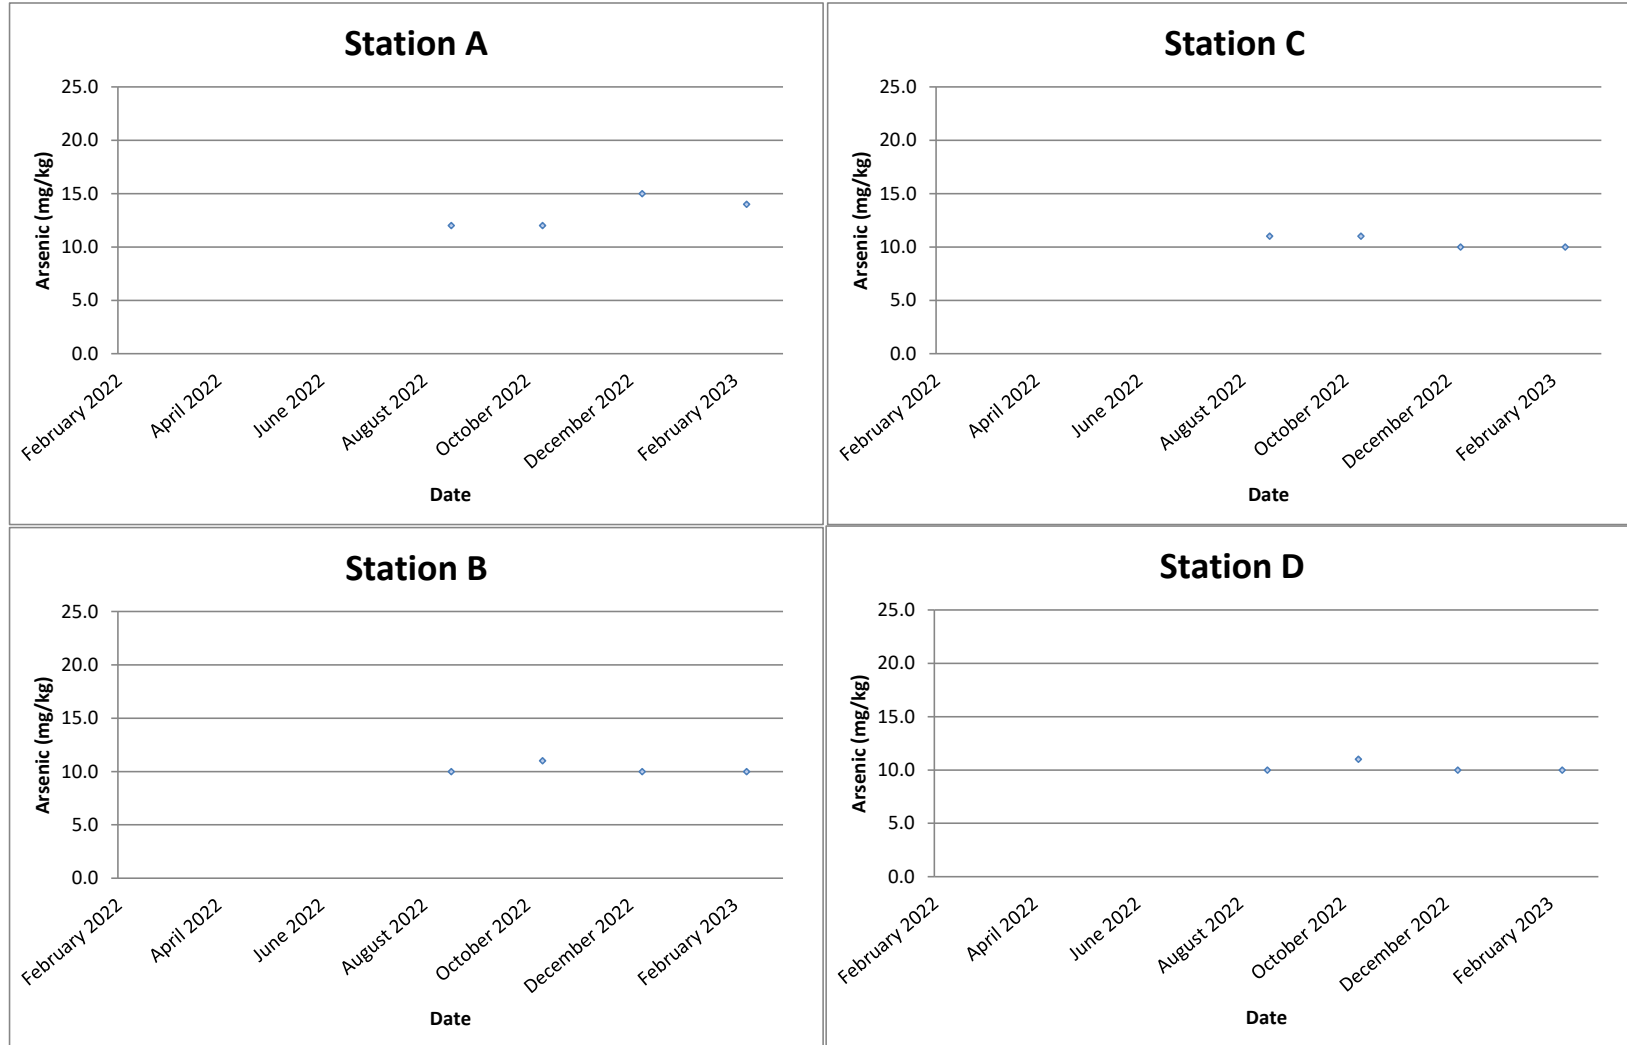 Station A
25.0
20.0
15.0
10.0
5.0
0.0
Arsenic (mg/kg)
February 2022
April 2022
June 2022
August 2022
October 2022
December 2022
February 2023
Date
Station C
25.0
20.0
15.0
10.0
5.0
0.0
Arsenic (mg/kg)
February 2022
April 2022
June 2022
August 2022
October 2022
December 2022
February 2023
Date
Station B
25.0
20.0
15.0
10.0
5.0
0.0
Arsenic (mg/kg)
February 2022
April 2022
June 2022
August 2022
October 2022
December 2022
February 2023
Date
Station D
25.0
20.0
15.0
10.0
5.0
0.0
Arsenic (mg/kg)
February 2022
April 2022
June 2022
August 2022
October 2022
December 2022
February 2023
Date